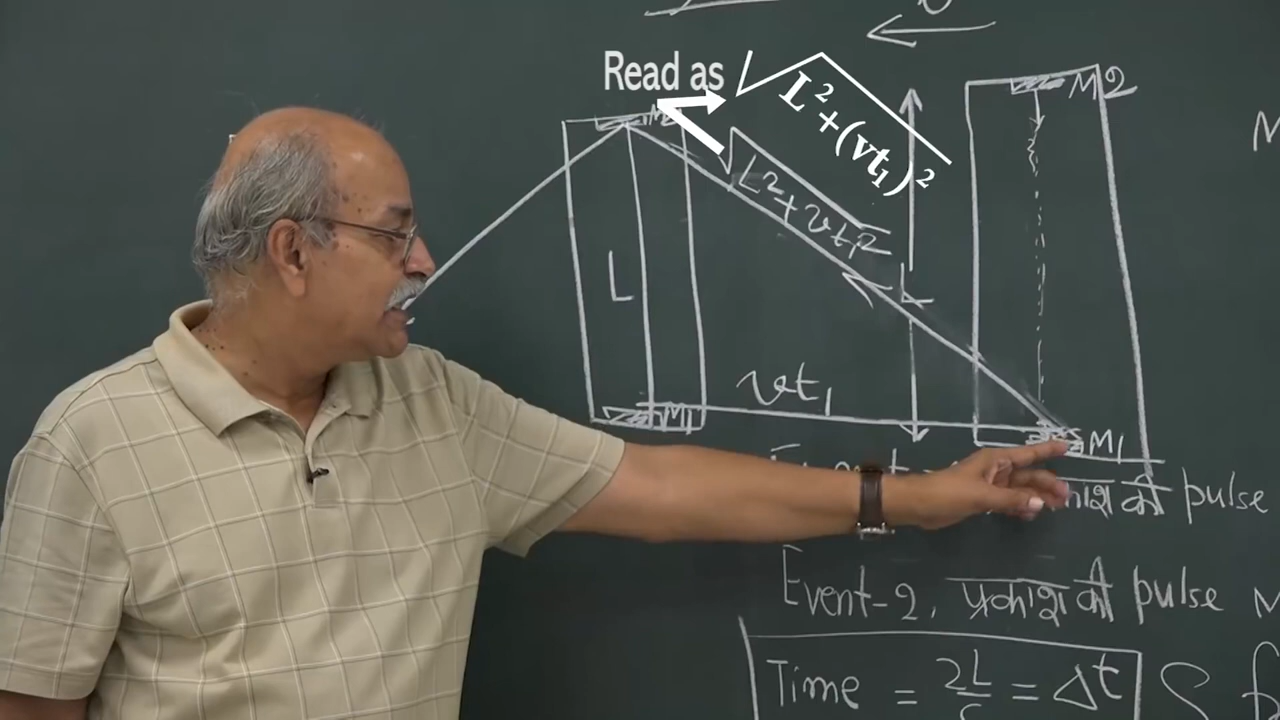 v
Read as √L²+(vt₁)²
M2
M
√L²+vt₁²
L
L
vt₁
M1
M1
की pulse
Event-2, प्रकाश की pulse M
Time = 2L/c = Δt